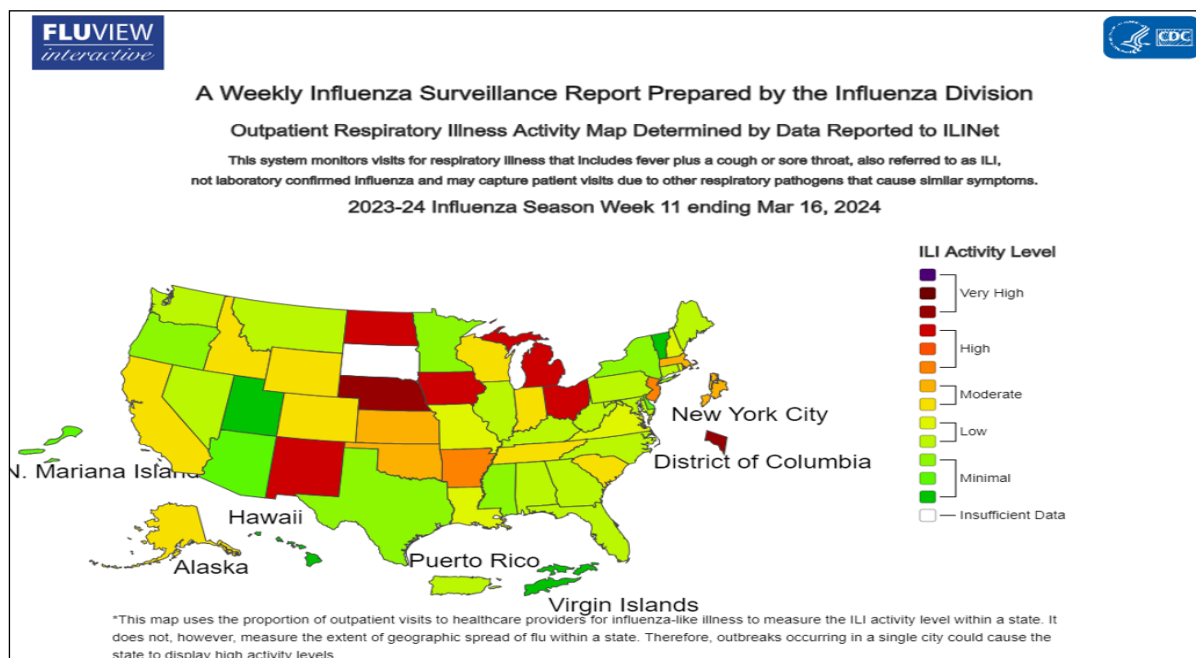 FLUVIEW
interactive
CDC
A Weekly Influenza Surveillance Report Prepared by the Influenza Division
Outpatient Respiratory Illness Activity Map Determined by Data Reported to ILINet
This system monitors visits for respiratory illness that includes fever plus a cough or sore throat, also referred to as ILI,
not laboratory confirmed influenza and may capture patient visits due to other respiratory pathogens that cause similar symptoms.
2023-24 Influenza Season Week 11 ending Mar 16, 2024
ILI Activity Level
Very High
High
Moderate
Low
Minimal
Insufficient Data
New York City
District of Columbia
N. Mariana Island
Hawaii
Alaska
Puerto Rico
Virgin Islands
*This map uses the proportion of outpatient visits to healthcare providers for influenza-like illness to measure the ILI activity level within a state. It
does not, however, measure the extent of geographic spread of flu within a state. Therefore, outbreaks occurring in a single city could cause the
state to display high activity levels